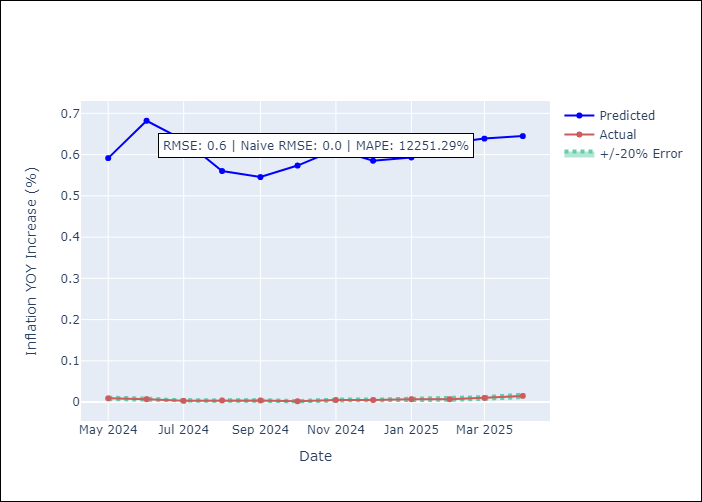 0.7
0.6
0.5
0.4
0.3
0.2
0.1
0
Inflation YOY Increase (%)
RMSE: 0.6 | Naive RMSE: 0.0 | MAPE: 12251.29%
Predicted
Actual
+/-20% Error
May 2024 Jul 2024 Sep 2024 Nov 2024 Jan 2025 Mar 2025
Date